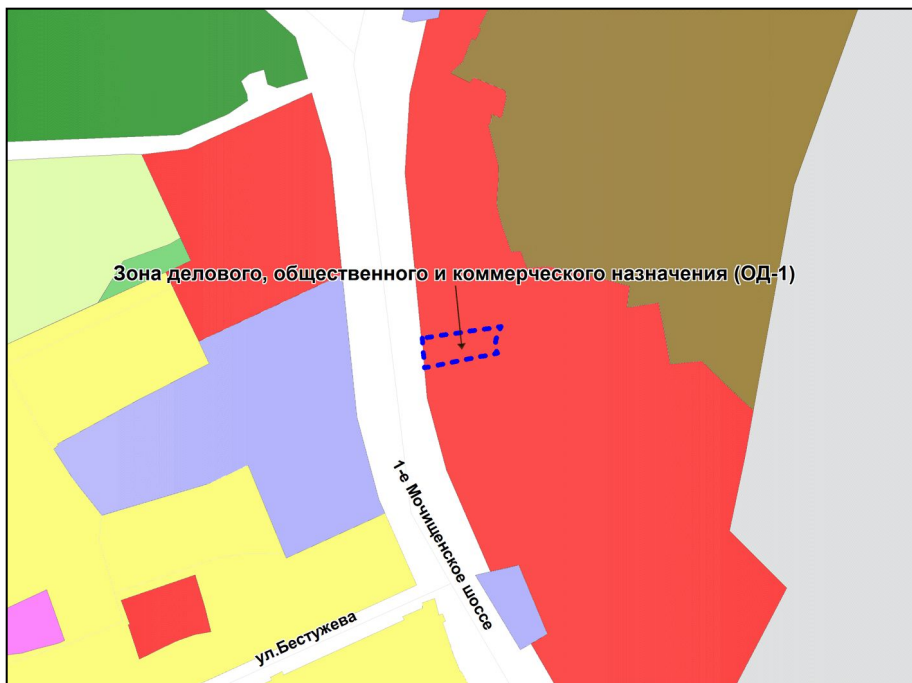 Зона делового, общественного и коммерческого назначения (ОД-1)
1-е Мочищенское шоссе
ул.Бестужева